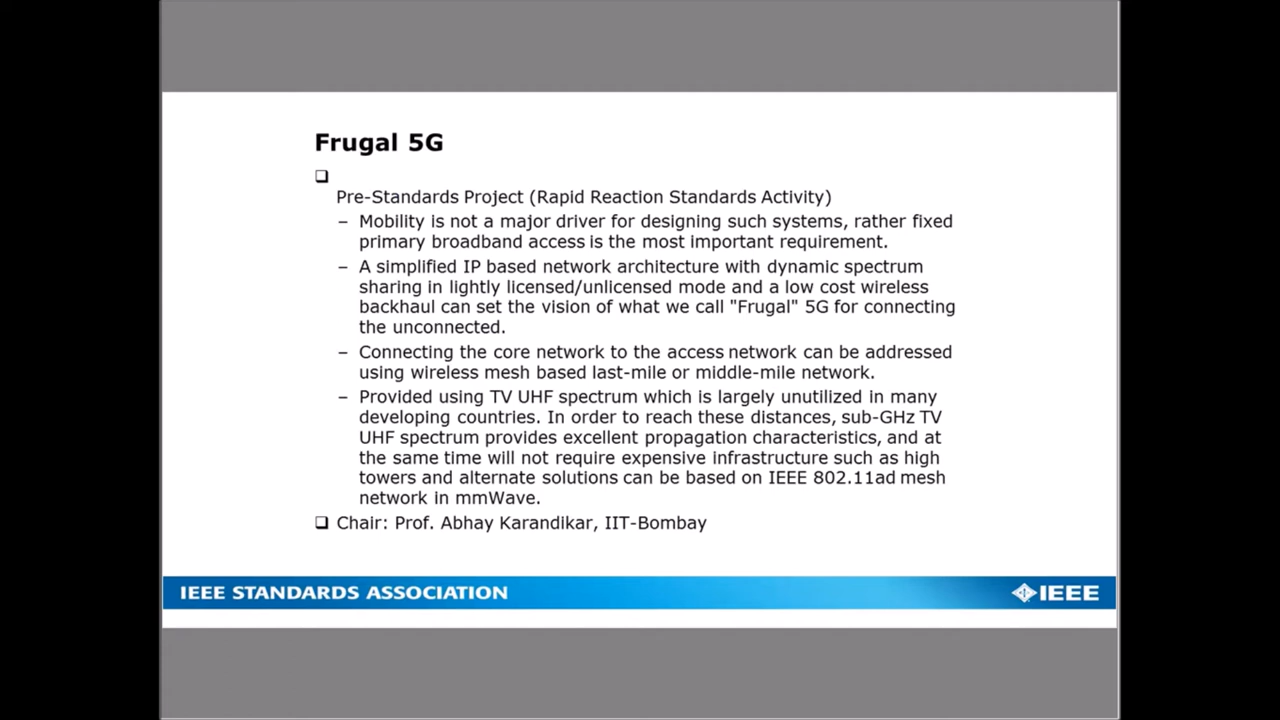 Frugal 5G
Pre-Standards Project (Rapid Reaction Standards Activity)
– Mobility is not a major driver for designing such systems, rather fixed
primary broadband access is the most important requirement.
– A simplified IP based network architecture with dynamic spectrum
sharing in lightly licensed/unlicensed mode and a low cost wireless
backhaul can set the vision of what we call "Frugal" 5G for connecting
the unconnected.
– Connecting the core network to the access network can be addressed
using wireless mesh based last-mile or middle-mile network.
– Provided using TV UHF spectrum which is largely unutilized in many
developing countries. In order to reach these distances, sub-GHz TV
UHF spectrum provides excellent propagation characteristics, and at
the same time will not require expensive infrastructure such as high
towers and alternate solutions can be based on IEEE 802.11ad mesh
network in mmWave.
❑ Chair: Prof. Abhay Karandikar, IIT-Bombay
IEEE STANDARDS ASSOCIATION
IEEE